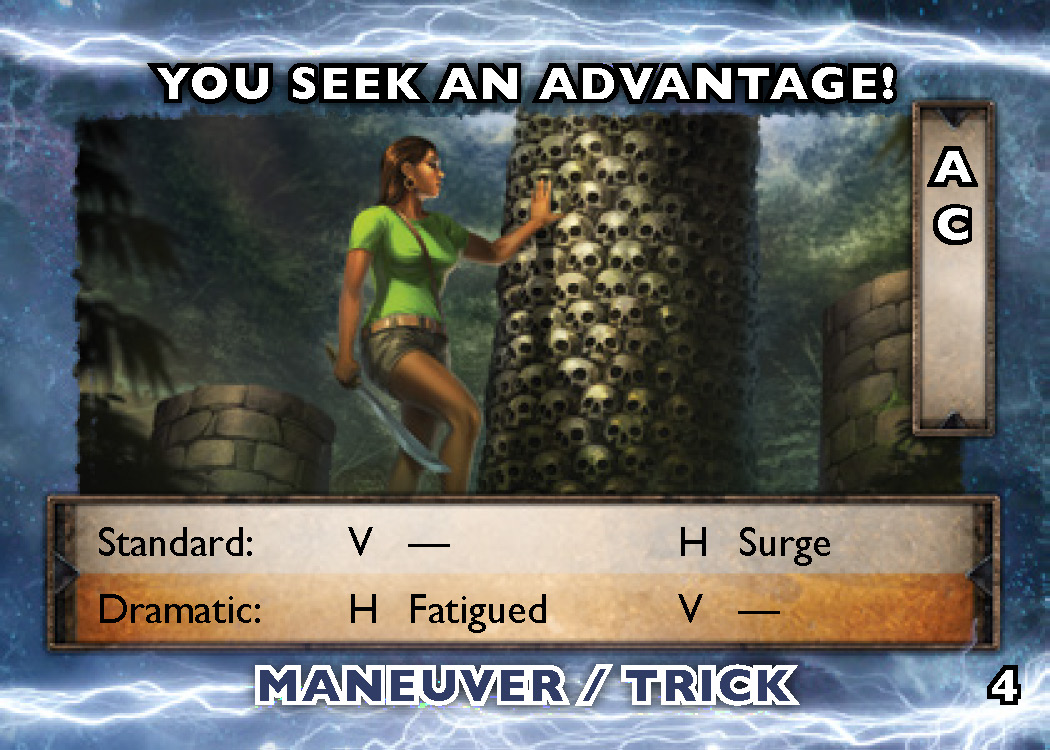 YOU SEEK AN ADVANTAGE!
A
C
Standard: V — H Surge
Dramatic: H Fatigued V —
MANEUVER / TRICK
4